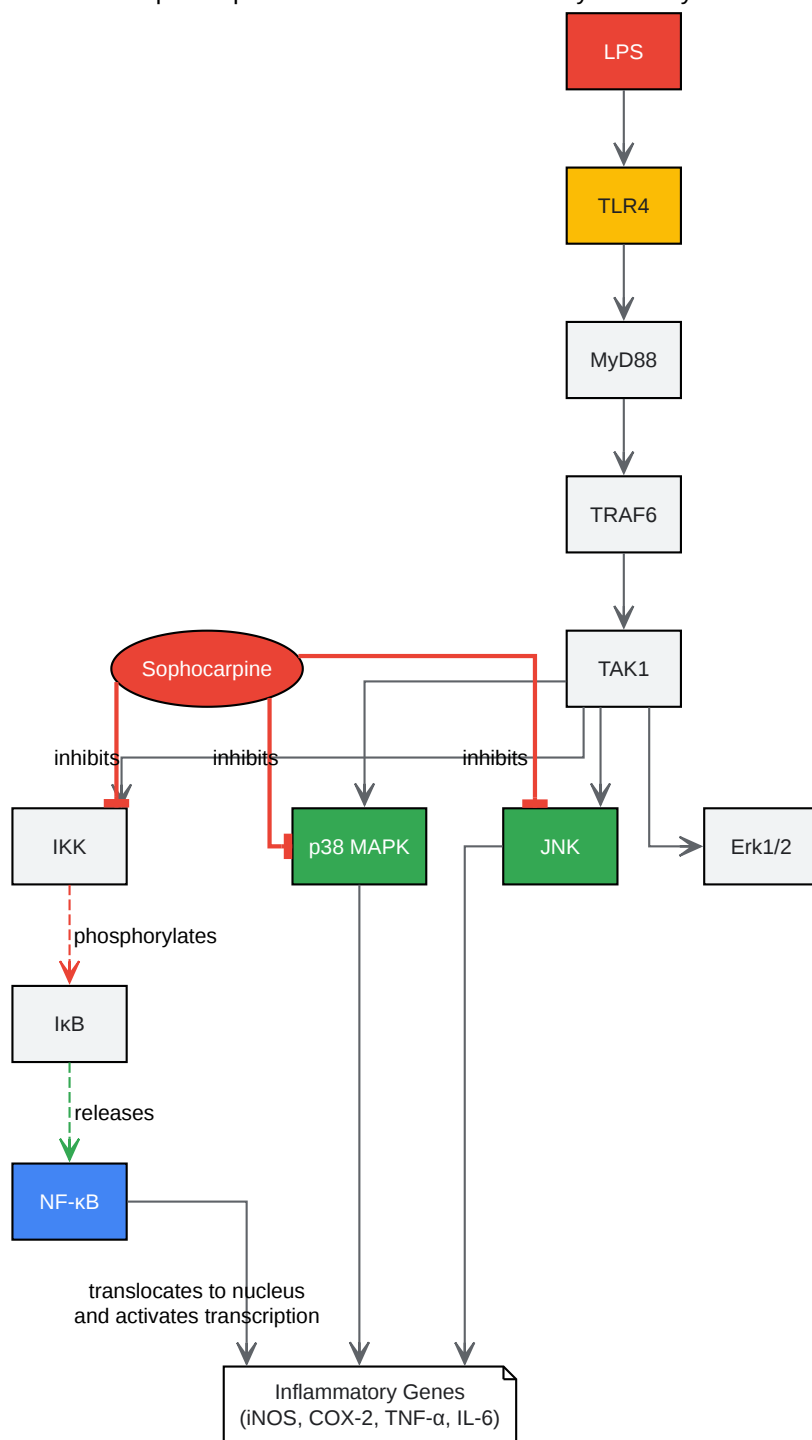 LPS
TLR4
MyD88
TRAF6
TAK1
Sophocarpine
inhibits
inhibits
inhibits
IKK
p38 MAPK
JNK
Erk1/2
phosphorylates
IκB
releases
NF-κB
translocates to nucleus
and activates transcription
Inflammatory Genes
(iNOS, COX-2, TNF-α, IL-6)